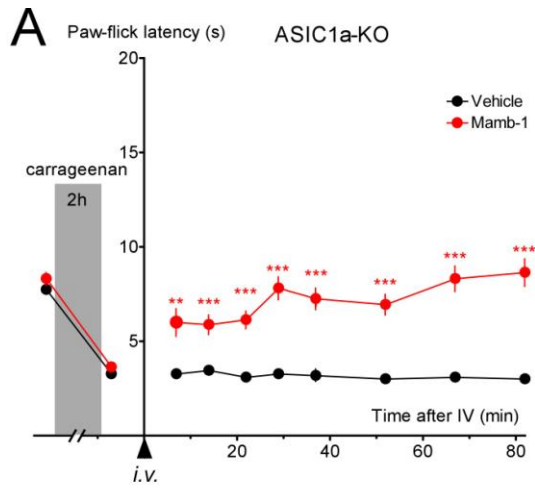 A
Paw-flick latency (s)
ASIC1a-KO
20
Vehicle
Mamb-1
15
carrageenan
2h
10
** *** *** *** *** *** *** ***
5
Time after IV (min)
20 40 60 80
i.v.